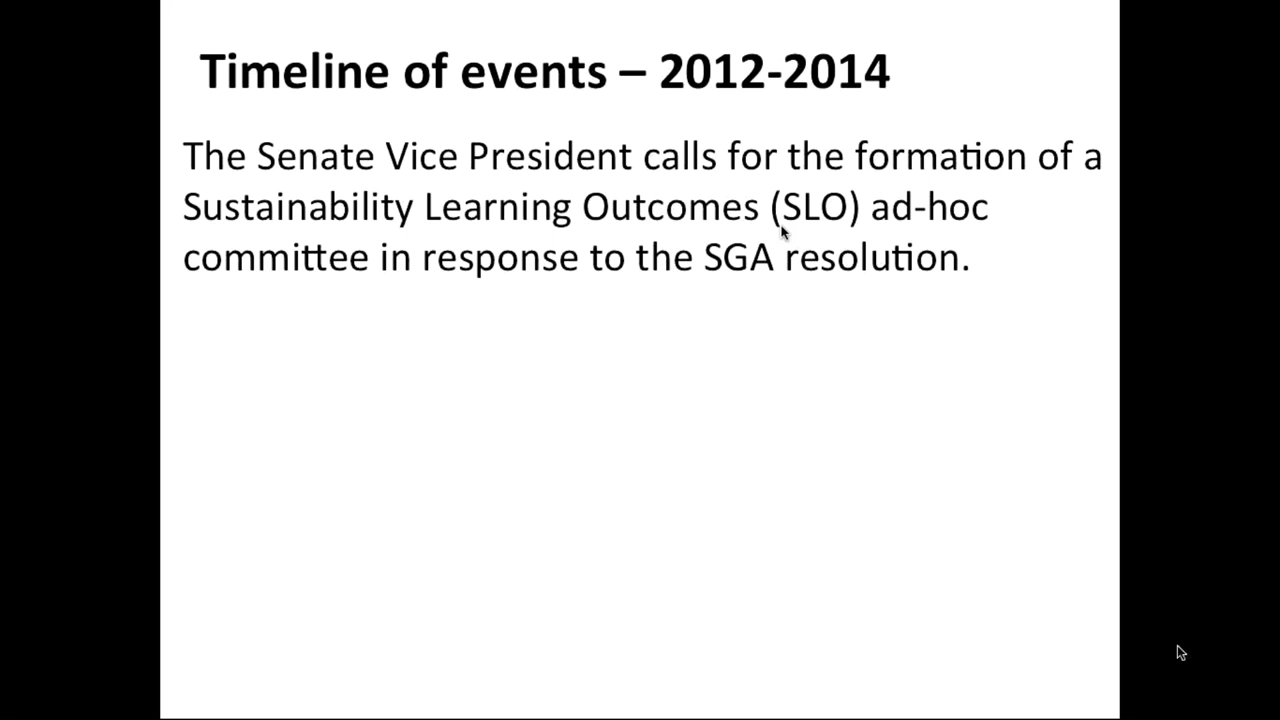 Timeline of events – 2012-2014
The Senate Vice President calls for the formation of a
Sustainability Learning Outcomes (SLO) ad-hoc
committee in response to the SGA resolution.